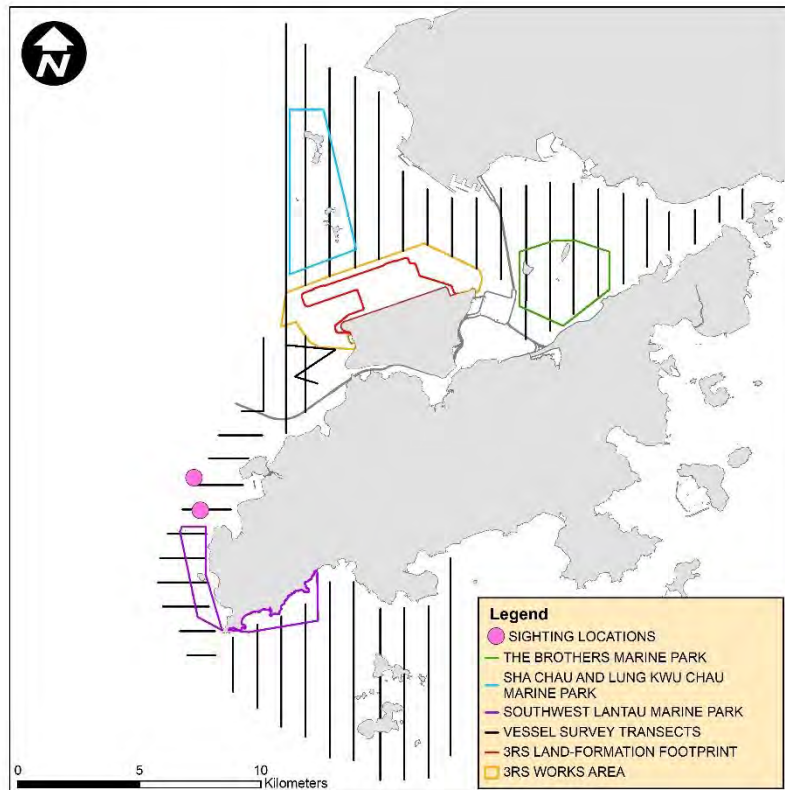 N
Legend
SIGHTING LOCATIONS
THE BROTHERS MARINE PARK
SHA CHAU AND LUNG KWU CHAU
MARINE PARK
SOUTHWEST LANTAU MARINE PARK
VESSEL SURVEY TRANSECTS
3RS LAND-FORMATION FOOTPRINT
3RS WORKS AREA
0 5 10
Kilometers